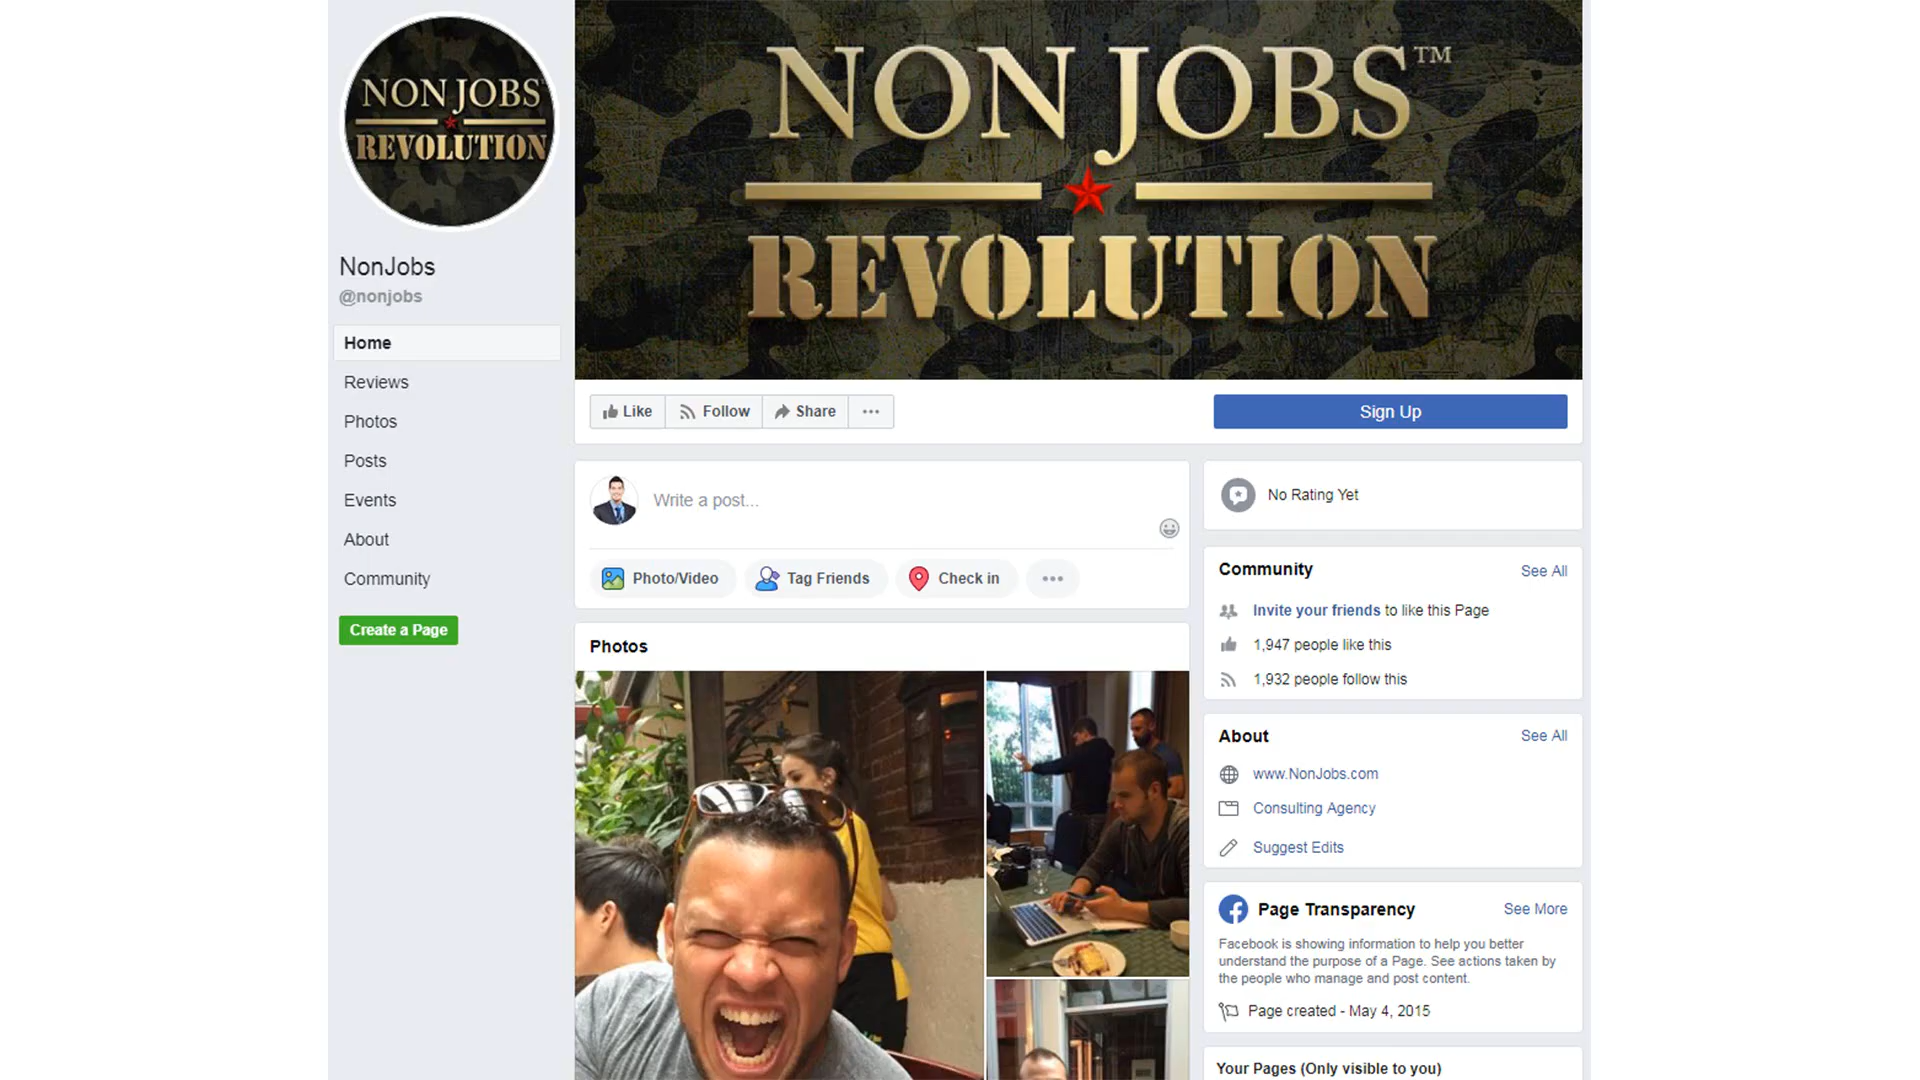 NON JOBS
REVOLUTION
NonJobs
@nonjobs
Home
Reviews
Photos
Posts
Events
About
Community
Create a Page
NON JOBS™
REVOLUTION
Like
Follow
Share
Sign Up
Write a post...
Photo/Video
Tag Friends
Check in
Photos
No Rating Yet
Community
See All
Invite your friends to like this Page
1,947 people like this
1,932 people follow this
About
See All
www.NonJobs.com
Consulting Agency
Suggest Edits
Page Transparency
See More
Facebook is showing information to help you better
understand the purpose of a Page. See actions taken by
the people who manage and post content.
Page created - May 4, 2015
Your Pages (Only visible to you)